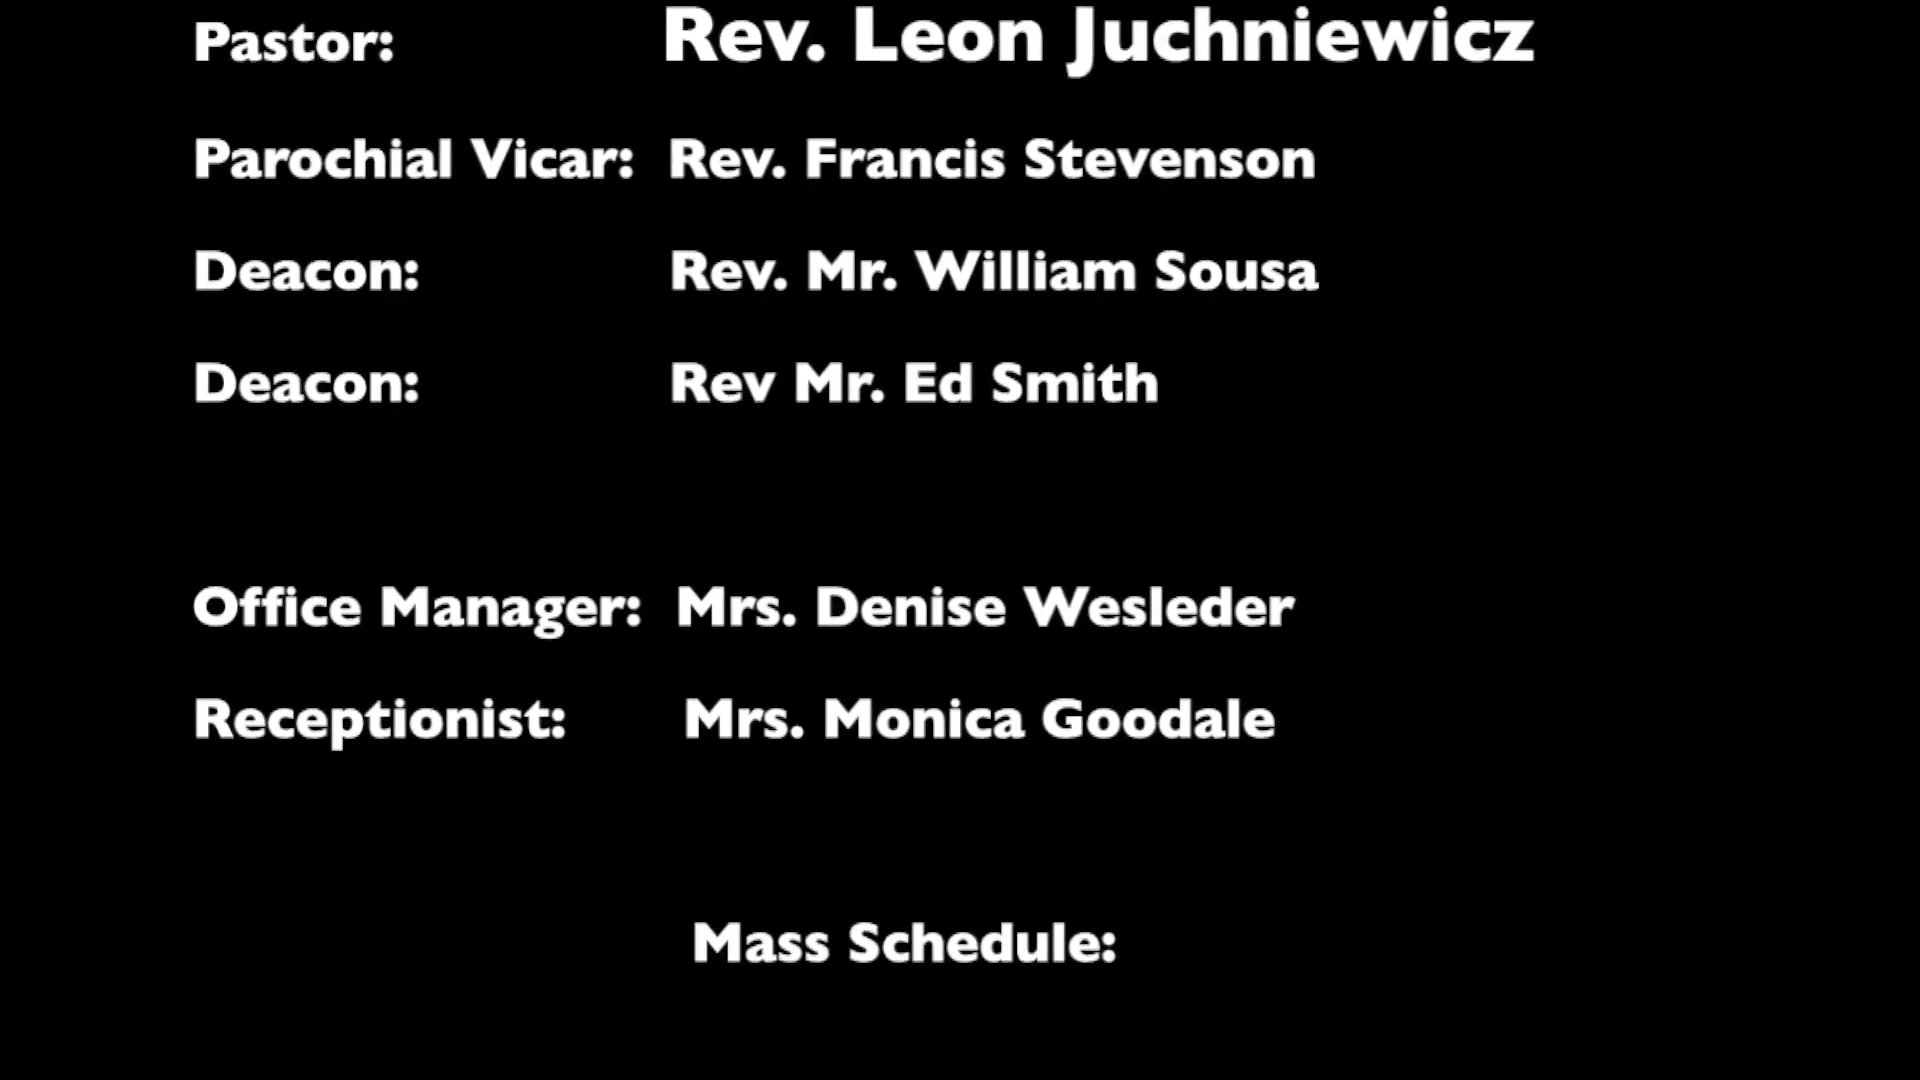 Pastor: Rev. Leon Juchniewicz
Parochial Vicar: Rev. Francis Stevenson
Deacon: Rev. Mr. William Sousa
Deacon: Rev Mr. Ed Smith
Office Manager: Mrs. Denise Wesleder
Receptionist: Mrs. Monica Goodale
Mass Schedule: